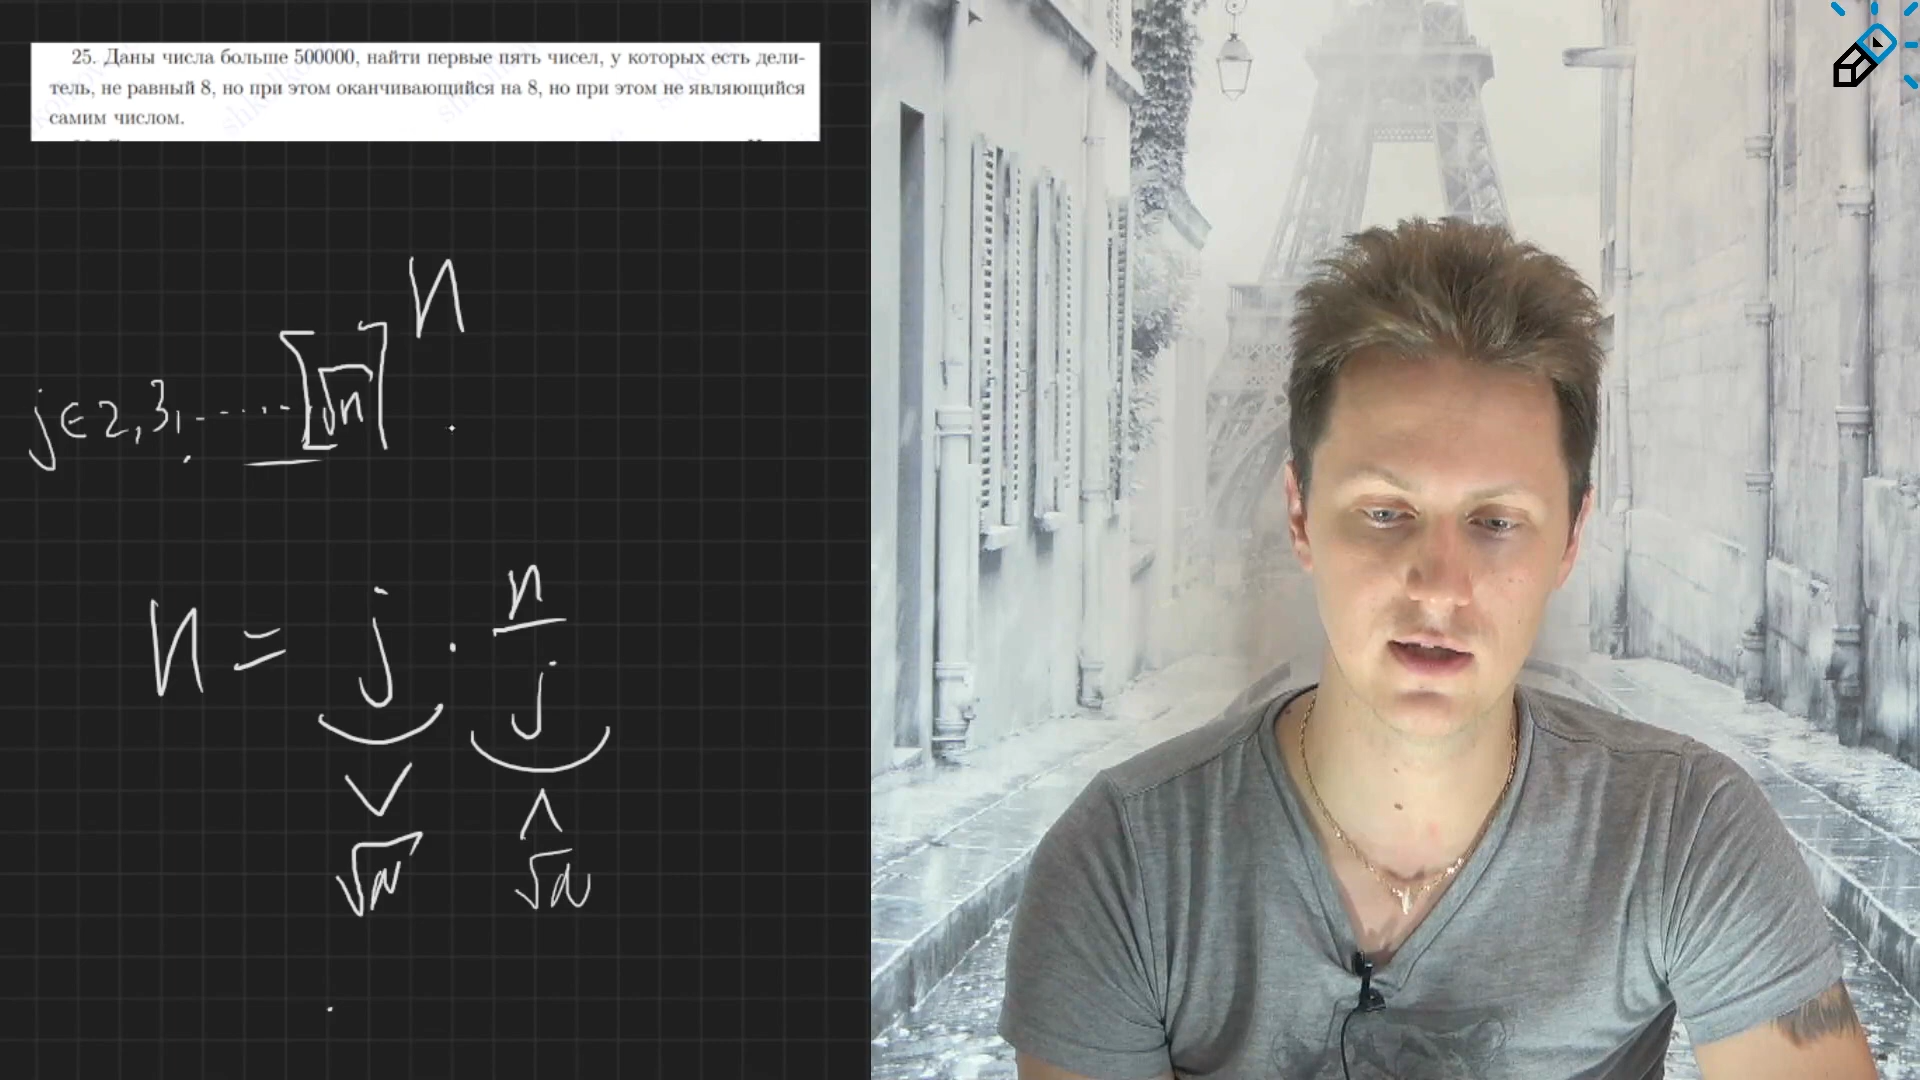 25. Даны числа больше 500000, найти первые пять чисел, у которых есть дели-
тель, не равный 8, но при этом оканчивающийся на 8, но при этом не являющийся
самим числом.
n
j ∈ 2, 3, ...... [√n]
n = j · n/j
√n √n